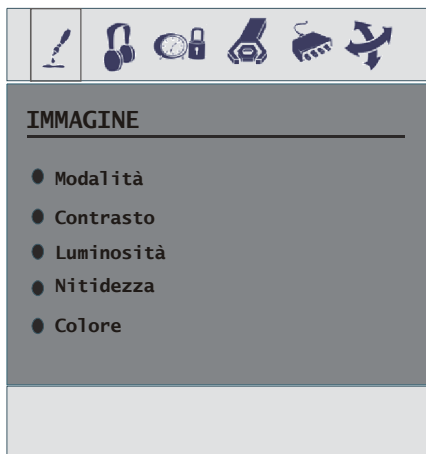 IMMAGINE
Modalità
Contrasto
Luminosità
Nitidezza
Colore